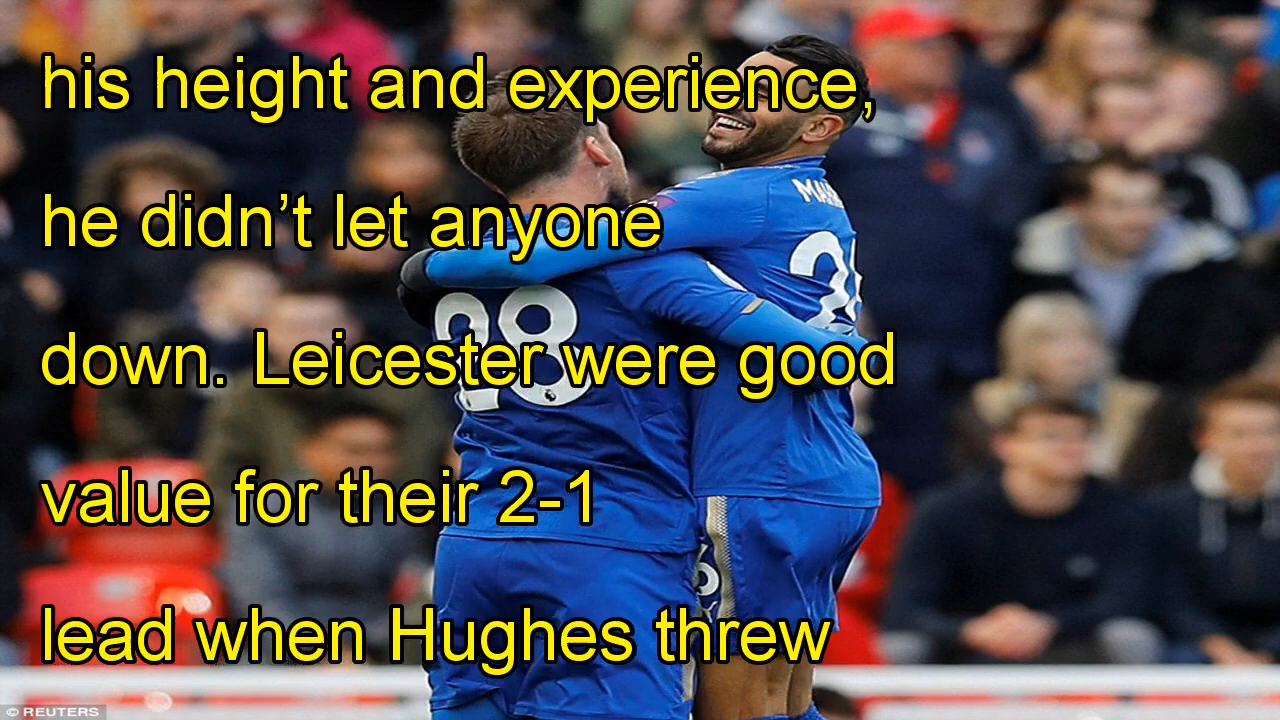 his height and experience,
he didn’t let anyone
down. Leicester were good
value for their 2-1
lead when Hughes threw
28
© REUTERS